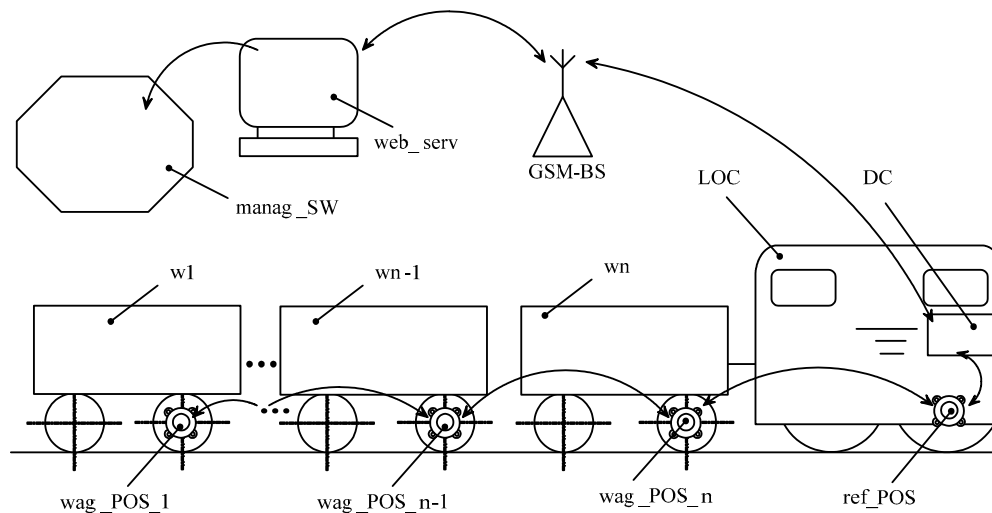 web_serv
GSM-BS
manag_SW
LOC
DC
w1
wn-1
wn
wag_POS_1
wag_POS_n-1
wag_POS_n
ref_POS